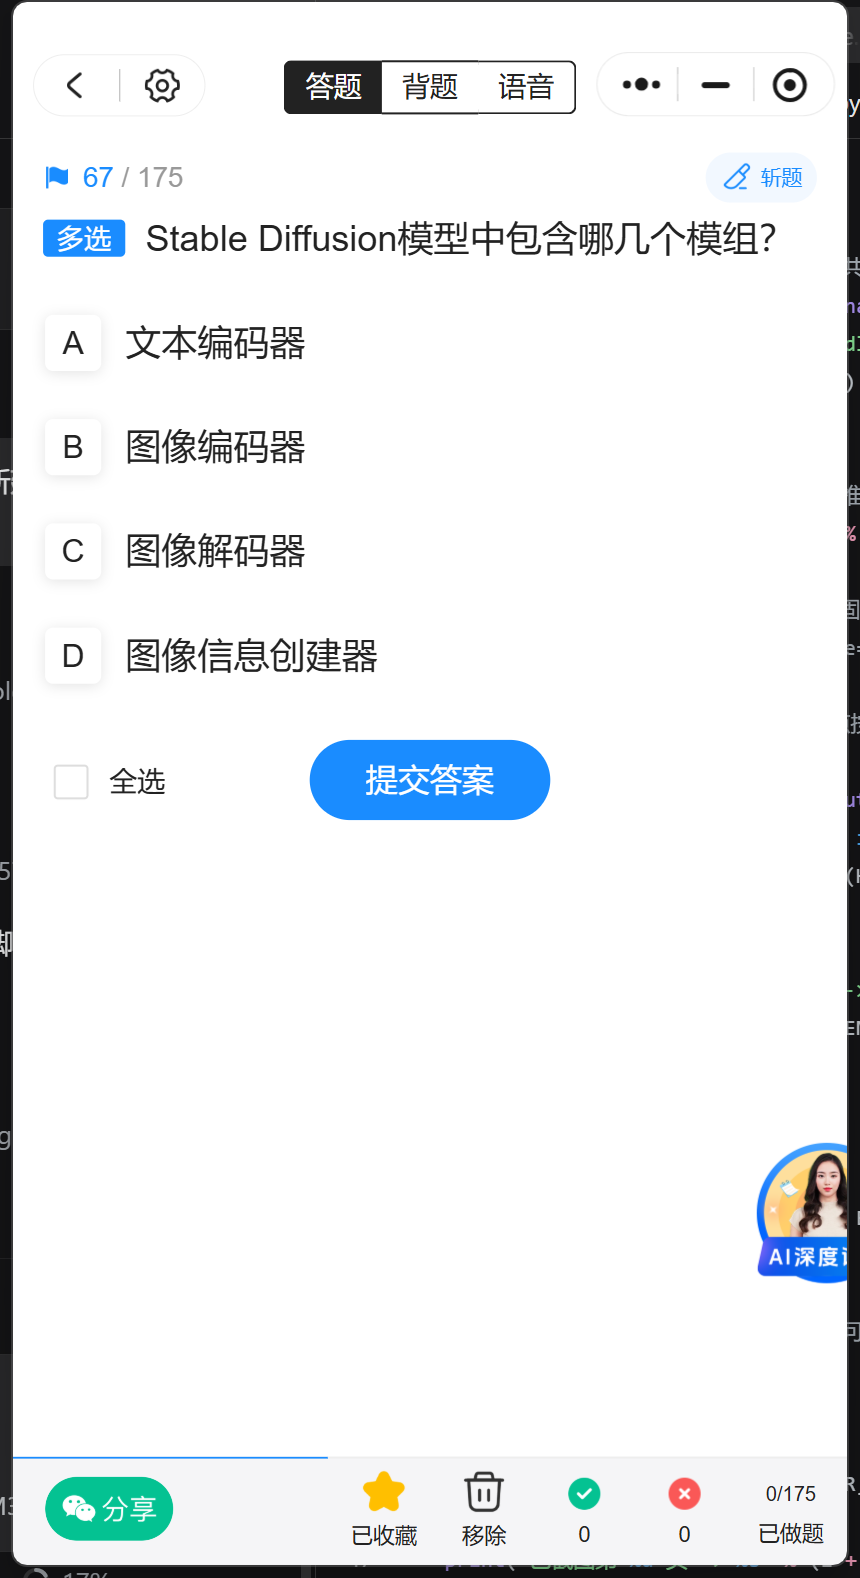 答题 背题 语音
67 / 175
斩题
多选 Stable Diffusion模型中包含哪几个模组？
A 文本编码器
B 图像编码器
C 图像解码器
D 图像信息创建器
全选 提交答案
AI深度
分享
已收藏
移除
0
0
0/175
已做题
17%